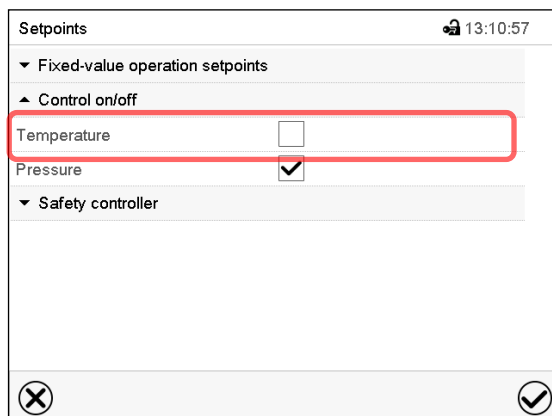 Setpoints 13:10:57
Fixed-value operation setpoints
Control on/off
Temperature
Pressure
Safety controller